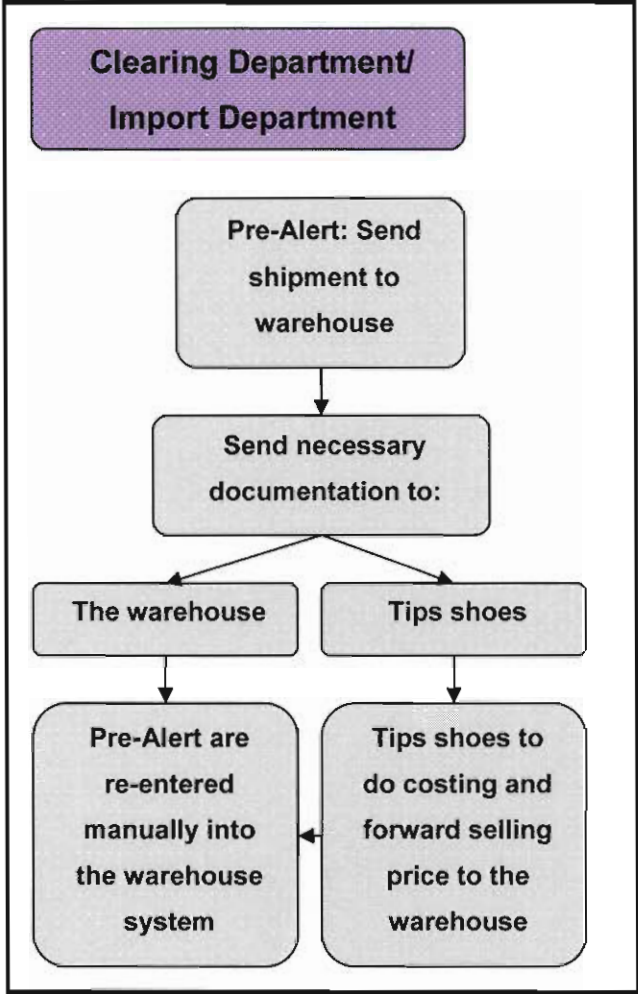 Clearing Department/
Import Department
Pre-Alert: Send
shipment to
warehouse
Send necessary
documentation to:
The warehouse
Tips shoes
Pre-Alert are
re-entered
manually into
the warehouse
system
Tips shoes to
do costing and
forward selling
price to the
warehouse